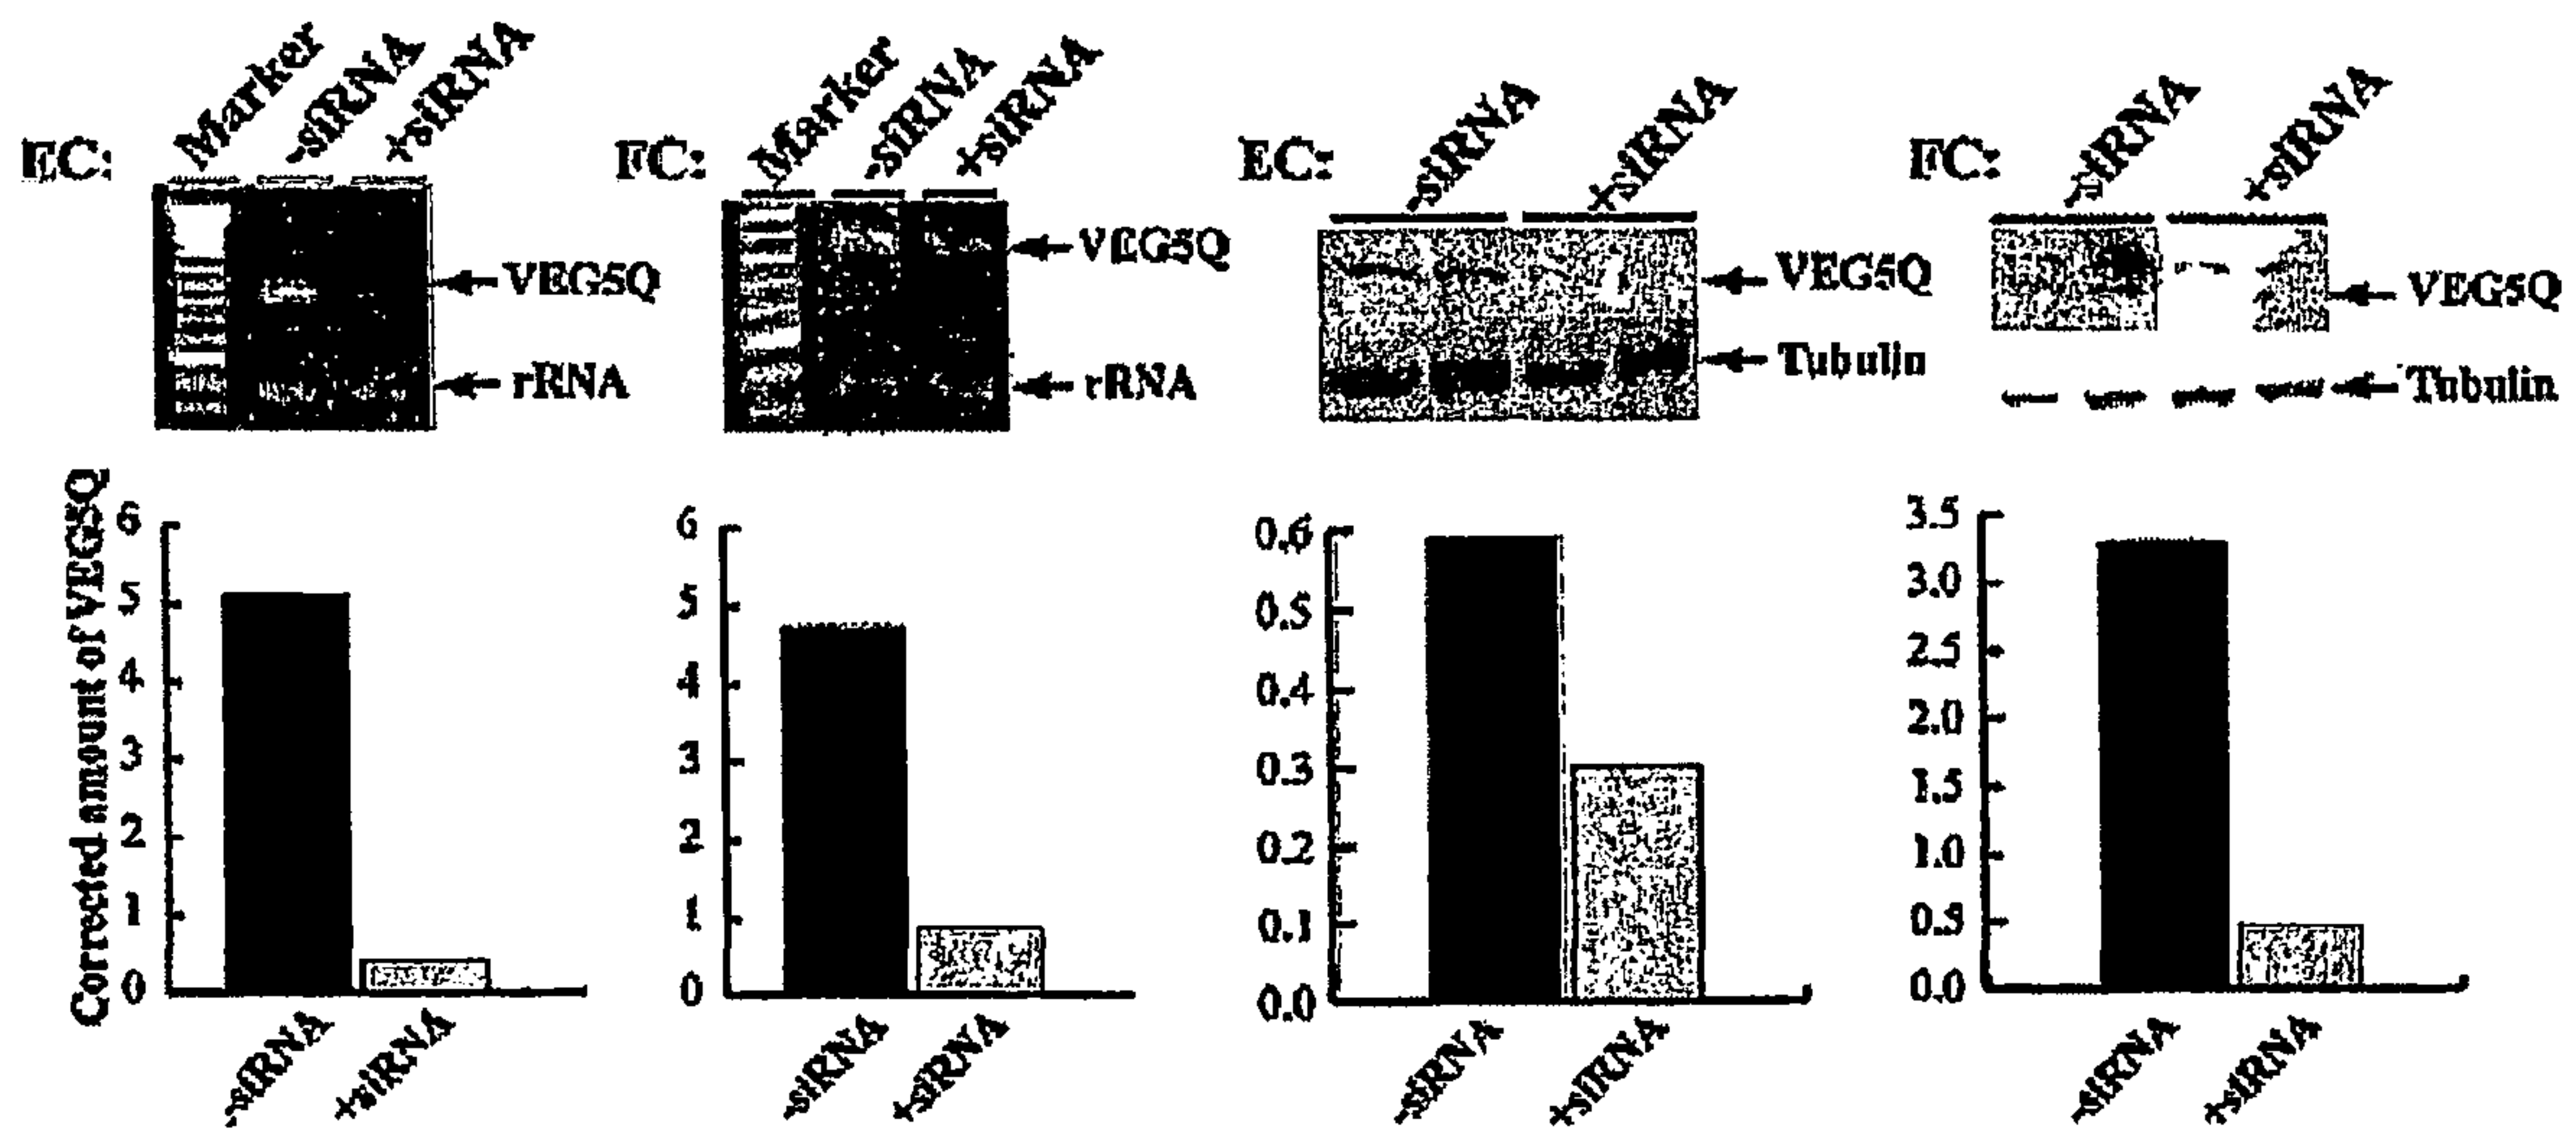 EC:
Marker
-siRNA
+siRNA
VEG5Q
rRNA
FC:
Marker
-siRNA
+siRNA
VEG5Q
rRNA
EC:
-siRNA
+siRNA
VEG5Q
Tubulin
FC:
-siRNA
+siRNA
VEG5Q
Tubulin
Corrected amount of VEG5Q
6
5
4
3
2
1
0
-siRNA
+siRNA
6
5
4
3
2
1
0
-siRNA
+siRNA
0.6
0.5
0.4
0.3
0.2
0.1
0.0
-siRNA
+siRNA
3.5
3.0
2.5
2.0
1.5
1.0
0.5
0.0
-siRNA
+siRNA